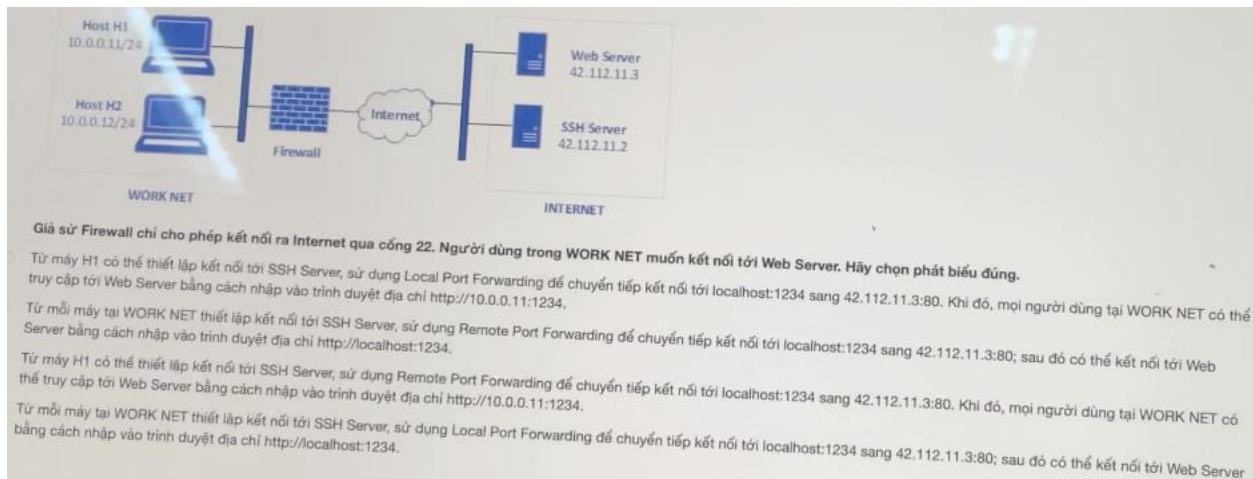 Host H1
10.0.0.11/24
Host H2
10.0.0.12/24
Firewall
Internet
Web Server
42.112.11.3
SSH Server
42.112.11.2
WORK NET
INTERNET
Giả sử Firewall chỉ cho phép kết nối ra Internet qua cổng 22. Người dùng trong WORK NET muốn kết nối tới Web Server. Hãy chọn phát biểu đúng.
Từ máy H1 có thể thiết lập kết nối tới SSH Server, sử dụng Local Port Forwarding để chuyển tiếp kết nối tới localhost:1234 sang 42.112.11.3:80. Khi đó, mọi người dùng tại WORK NET có thể
truy cập tới Web Server bằng cách nhập vào trình duyệt địa chỉ http://10.0.0.11:1234.
Từ mỗi máy tại WORK NET thiết lập kết nối tới SSH Server, sử dụng Remote Port Forwarding để chuyển tiếp kết nối tới localhost:1234 sang 42.112.11.3:80; sau đó có thể kết nối tới Web
Server bằng cách nhập vào trình duyệt địa chỉ http://localhost:1234.
Từ máy H1 có thể thiết lập kết nối tới SSH Server, sử dụng Remote Port Forwarding để chuyển tiếp kết nối tới localhost:1234 sang 42.112.11.3:80. Khi đó, mọi người dùng tại WORK NET có
thể truy cập tới Web Server bằng cách nhập vào trình duyệt địa chỉ http://10.0.0.11:1234.
Từ mỗi máy tại WORK NET thiết lập kết nối tới SSH Server, sử dụng Local Port Forwarding để chuyển tiếp kết nối tới localhost:1234 sang 42.112.11.3:80; sau đó có thể kết nối tới Web Server
bằng cách nhập vào trình duyệt địa chỉ http://localhost:1234.